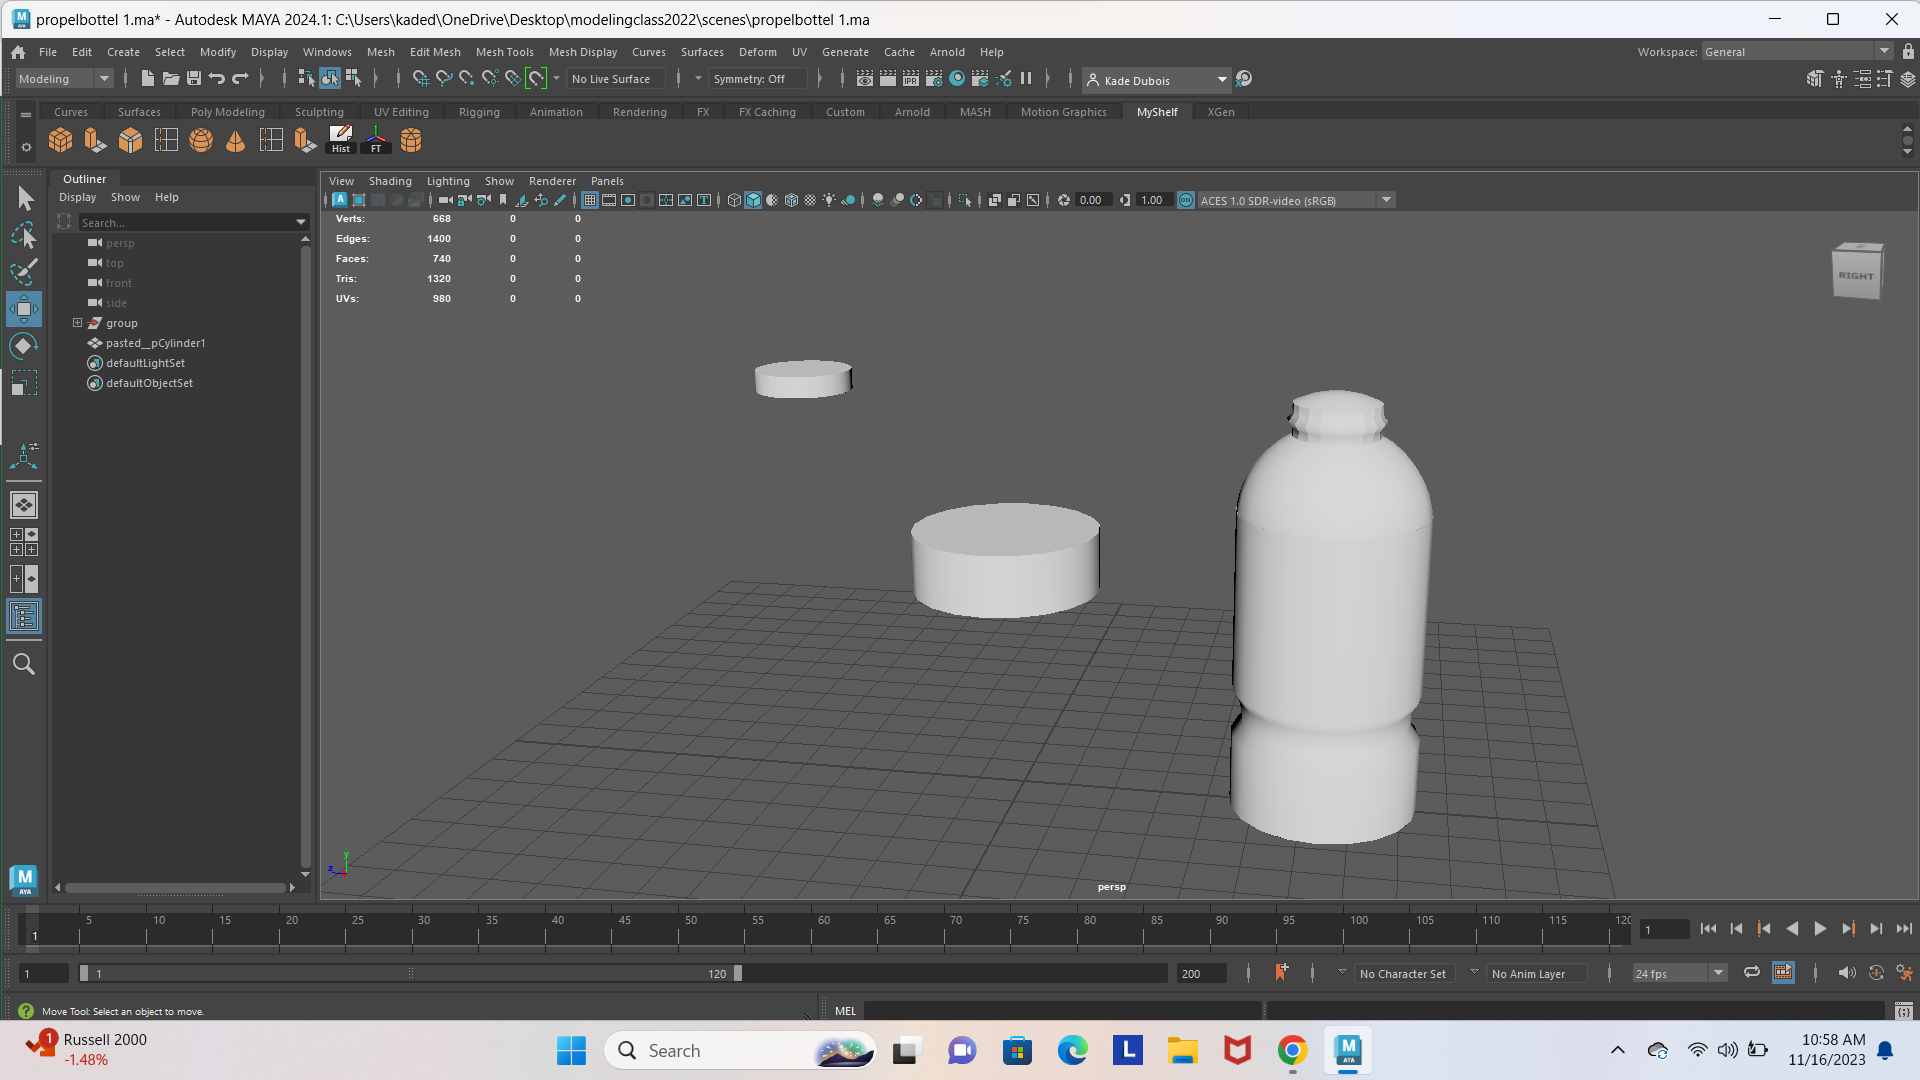 propelbottel 1.ma* - Autodesk MAYA 2024.1: C:\Users\kaded\OneDrive\Desktop\modelingclass2022\scenes\propelbottel 1.ma
File Edit Create Select Modify Display Windows Mesh Edit Mesh Mesh Tools Mesh Display Curves Surfaces Deform UV Generate Cache Arnold Help Workspace: General
Modeling No Live Surface Symmetry: Off IPR Kade Dubois
Curves Surfaces Poly Modeling Sculpting UV Editing Rigging Animation Rendering FX FX Caching Custom Arnold MASH Motion Graphics MyShelf XGen
Hist FT
Outliner
Display Show Help
Search...
persp
top
front
side
group
pasted__pCylinder1
defaultLightSet
defaultObjectSet
View Shading Lighting Show Renderer Panels
0.00 1.00 ON ACES 1.0 SDR-video (sRGB)
Verts: 668 0 0
Edges: 1400 0 0
Faces: 740 0 0
Tris: 1320 0 0
UVs: 980 0 0
RIGHT
y
z
persp
M
AYA
5 10 15 20 25 30 35 40 45 50 55 60 65 70 75 80 85 90 95 100 105 110 115 120
1
1
1 1 120 200 No Character Set No Anim Layer 24 fps
Move Tool: Select an object to move. MEL
1 Russell 2000
-1.48%
Search
L
M
AYA
10:58 AM
11/16/2023